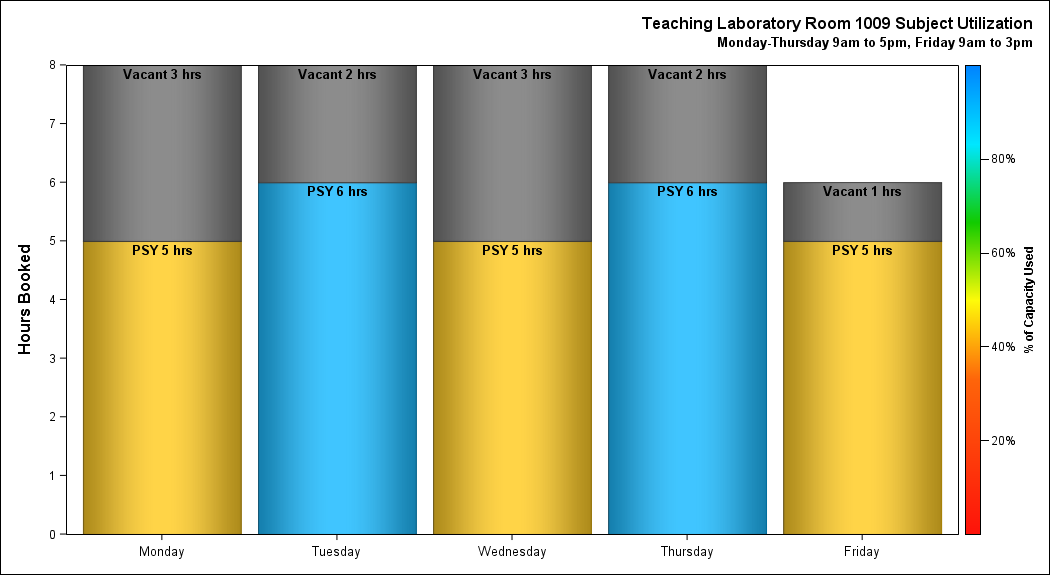 Teaching Laboratory Room 1009 Subject Utilization
Monday-Thursday 9am to 5pm, Friday 9am to 3pm
Hours Booked
8
7
6
5
4
3
2
1
0
Vacant 3 hrs
PSY 5 hrs
Vacant 2 hrs
PSY 6 hrs
Vacant 3 hrs
PSY 5 hrs
Vacant 2 hrs
PSY 6 hrs
Vacant 1 hrs
PSY 5 hrs
Monday
Tuesday
Wednesday
Thursday
Friday
80%
60%
40%
20%
% of Capacity Used